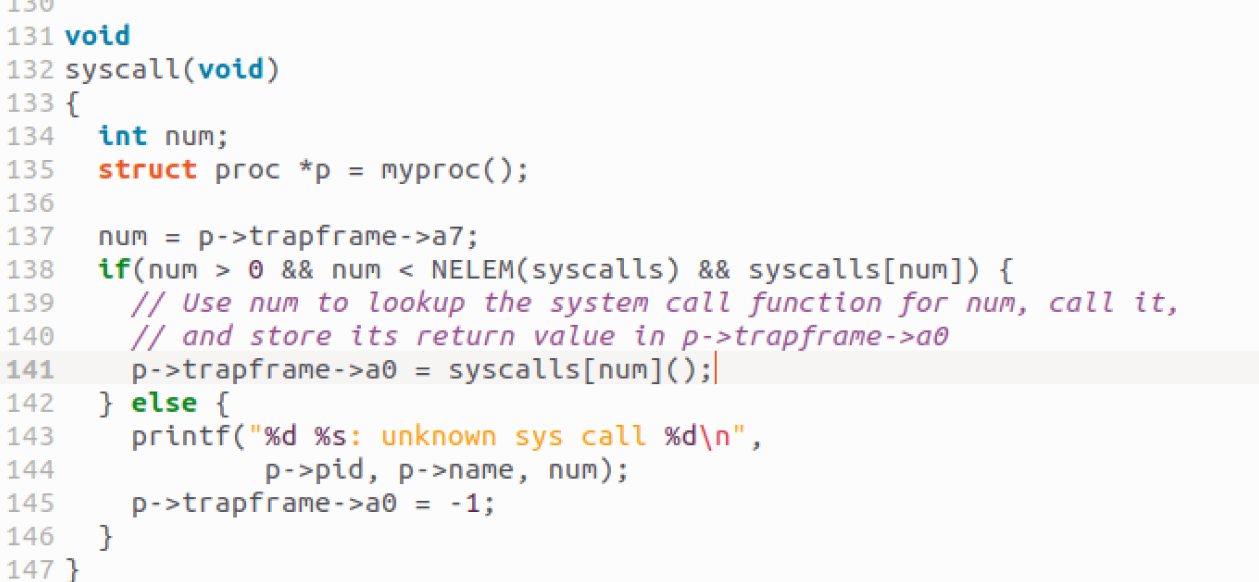 130
131 void
132 syscall(void)
133 {
134   int num;
135   struct proc *p = myproc();
136
137   num = p->trapframe->a7;
138   if(num > 0 && num < NELEM(syscalls) && syscalls[num]) {
139     // Use num to lookup the system call function for num, call it,
140     // and store its return value in p->trapframe->a0
141     p->trapframe->a0 = syscalls[num]();
142   } else {
143     printf("%d %s: unknown sys call %d\n",
144             p->pid, p->name, num);
145     p->trapframe->a0 = -1;
146   }
147 }